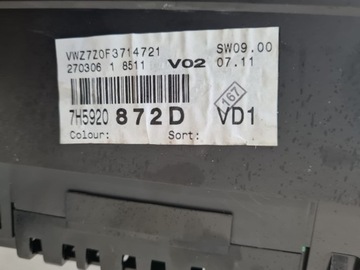 VWZ7Z0F3714721 SW09.00
270306 1 8511 V02 07.11
7H5920 872D 167 VD1
Colour: Sort: